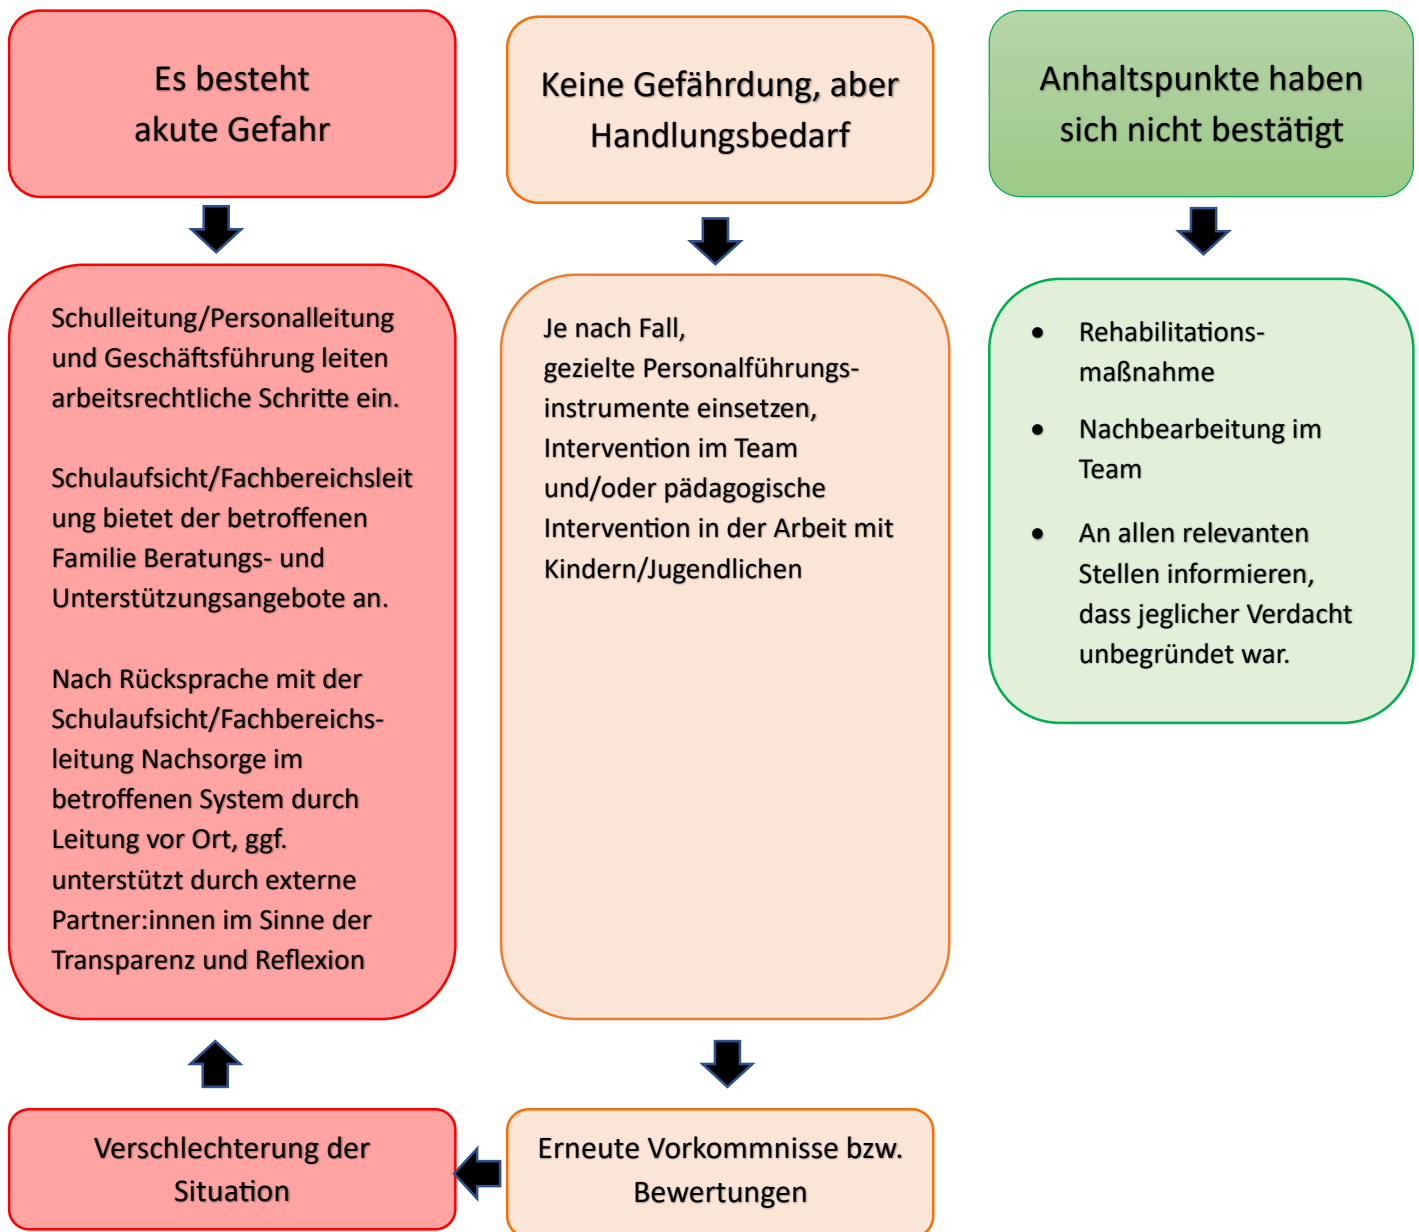 Es besteht
akute Gefahr
Schulleitung/Personalleitung
und Geschäftsführung leiten
arbeitsrechtliche Schritte ein.
Schulaufsicht/Fachbereichsleit
ung bietet der betroffenen
Familie Beratungs- und
Unterstützungsangebote an.
Nach Rücksprache mit der
Schulaufsicht/Fachbereichs-
leitung Nachsorge im
betroffenen System durch
Leitung vor Ort, ggf.
unterstützt durch externe
Partner:innen im Sinne der
Transparenz und Reflexion
Verschlechterung der
Situation
Keine Gefährdung, aber
Handlungsbedarf
Je nach Fall,
gezielte Personalführungs-
instrumente einsetzen,
Intervention im Team
und/oder pädagogische
Intervention in der Arbeit mit
Kindern/Jugendlichen
Erneute Vorkommnisse bzw.
Bewertungen
Anhaltspunkte haben
sich nicht bestätigt
• Rehabilitations-
maßnahme
• Nachbearbeitung im
Team
• An allen relevanten
Stellen informieren,
dass jeglicher Verdacht
unbegründet war.